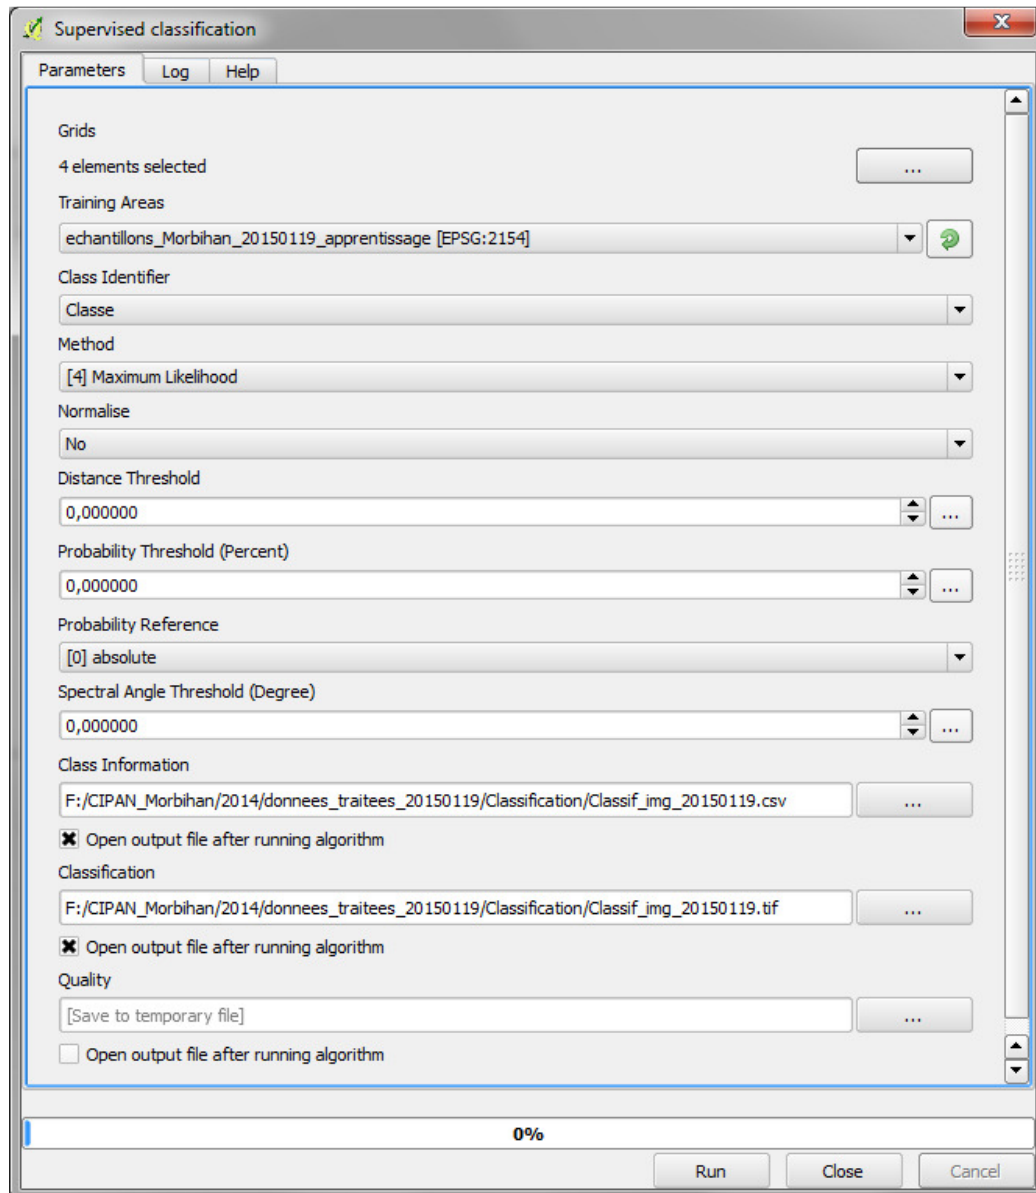 Supervised classification
Parameters Log Help
Grids
4 elements selected
...
Training Areas
echantillons_Morbihan_20150119_apprentissage [EPSG:2154]
Class Identifier
Classe
Method
[4] Maximum Likelihood
Normalise
No
Distance Threshold
0,000000
...
Probability Threshold (Percent)
0,000000
...
Probability Reference
[0] absolute
Spectral Angle Threshold (Degree)
0,000000
...
Class Information
F:/CIPAN_Morbihan/2014/donnees_traitees_20150119/Classification/Classif_img_20150119.csv
...
Open output file after running algorithm
Classification
F:/CIPAN_Morbihan/2014/donnees_traitees_20150119/Classification/Classif_img_20150119.tif
...
Open output file after running algorithm
Quality
[Save to temporary file]
...
Open output file after running algorithm
0%
Run Close Cancel